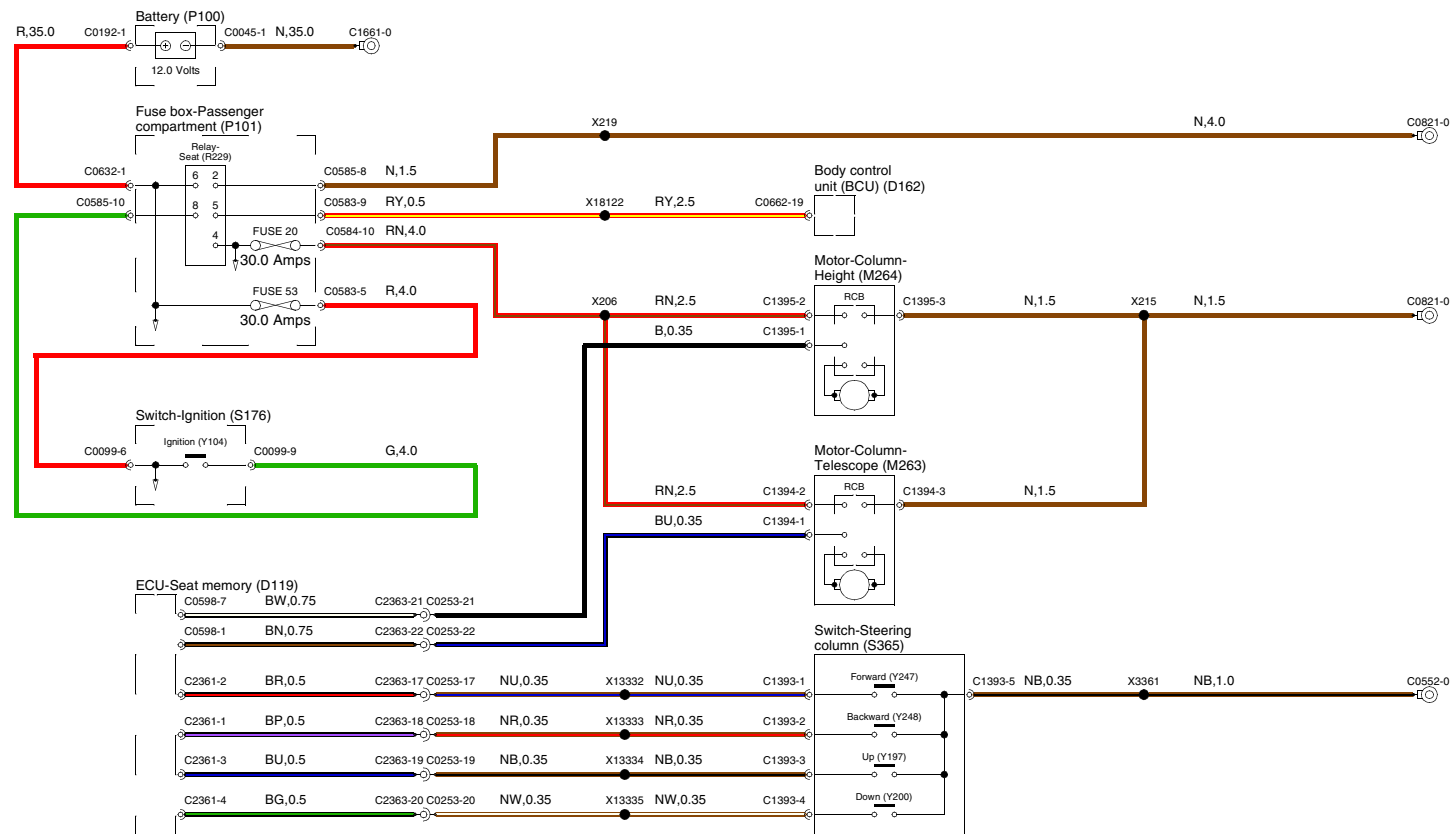 Battery (P100)
R,35.0
C0192-1
C0045-1
N,35.0
C1661-0
12.0 Volts
Fuse box-Passenger
compartment (P101)
Relay-
Seat (R229)
X219
N,4.0
C0821-0
C0632-1
6
2
C0585-8
N,1.5
Body control
unit (BCU) (D162)
C0585-10
8
5
C0583-9
RY,0.5
X18122
RY,2.5
C0662-19
4
FUSE 20
C0584-10
RN,4.0
30.0 Amps
Motor-Column-
Height (M264)
FUSE 53
C0583-5
R,4.0
30.0 Amps
X206
RN,2.5
C1395-2
RCB
C1395-3
N,1.5
X215
N,1.5
C0821-0
B,0.35
C1395-1
Switch-Ignition (S176)
Ignition (Y104)
C0099-6
C0099-9
G,4.0
Motor-Column-
Telescope (M263)
RN,2.5
C1394-2
RCB
C1394-3
N,1.5
BU,0.35
C1394-1
ECU-Seat memory (D119)
C0598-7
BW,0.75
C2363-21
C0253-21
C0598-1
BN,0.75
C2363-22
C0253-22
Switch-Steering
column (S365)
C2361-2
BR,0.5
C2363-17
C0253-17
NU,0.35
X13332
NU,0.35
C1393-1
Forward (Y247)
C1393-5
NB,0.35
X3361
NB,1.0
C0552-0
C2361-1
BP,0.5
C2363-18
C0253-18
NR,0.35
X13333
NR,0.35
C1393-2
Backward (Y248)
C2361-3
BU,0.5
C2363-19
C0253-19
NB,0.35
X13334
NB,0.35
C1393-3
Up (Y197)
C2361-4
BG,0.5
C2363-20
C0253-20
NW,0.35
X13335
NW,0.35
C1393-4
Down (Y200)